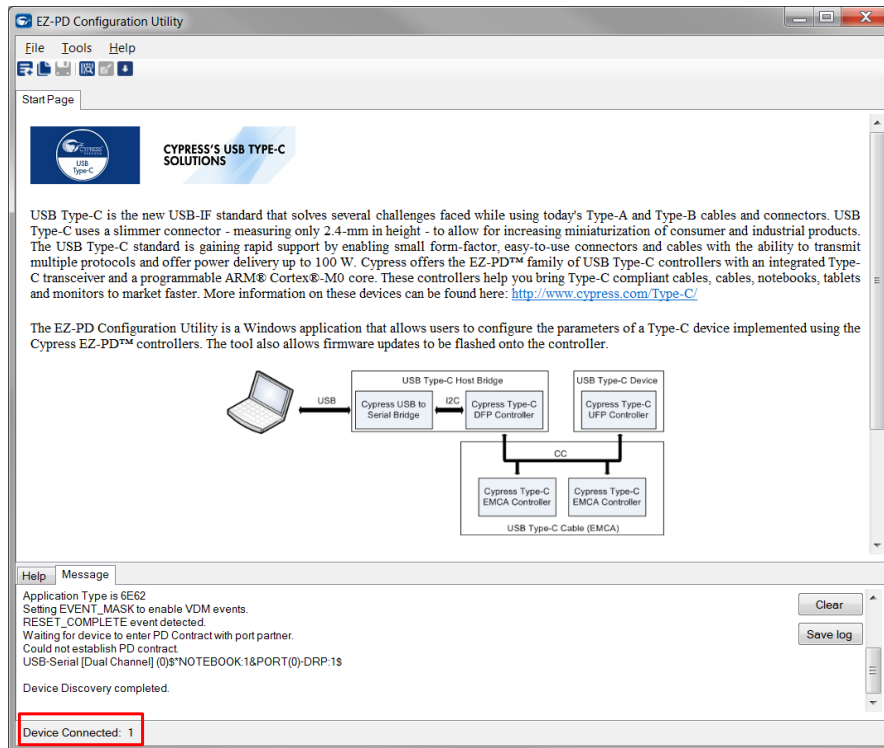 EZ-PD Configuration Utility
File Tools Help
Start Page
CYPRESS
USB
Type-C
CYPRESS'S USB TYPE-C
SOLUTIONS
USB Type-C is the new USB-IF standard that solves several challenges faced while using today's Type-A and Type-B cables and connectors. USB
Type-C uses a slimmer connector - measuring only 2.4-mm in height - to allow for increasing miniaturization of consumer and industrial products.
The USB Type-C standard is gaining rapid support by enabling small form-factor, easy-to-use connectors and cables with the ability to transmit
multiple protocols and offer power delivery up to 100 W. Cypress offers the EZ-PD™ family of USB Type-C controllers with an integrated Type-
C transceiver and a programmable ARM® Cortex®-M0 core. These controllers help you bring Type-C compliant cables, cables, notebooks, tablets
and monitors to market faster. More information on these devices can be found here: http://www.cypress.com/Type-C/
The EZ-PD Configuration Utility is a Windows application that allows users to configure the parameters of a Type-C device implemented using the
Cypress EZ-PD™ controllers. The tool also allows firmware updates to be flashed onto the controller.
USB
USB Type-C Host Bridge
Cypress USB to
Serial Bridge
I2C
Cypress Type-C
DFP Controller
USB Type-C Device
Cypress Type-C
UFP Controller
CC
Cypress Type-C
EMCA Controller
Cypress Type-C
EMCA Controller
USB Type-C Cable (EMCA)
Help Message
Application Type is 6E62
Setting EVENT_MASK to enable VDM events.
RESET_COMPLETE event detected.
Waiting for device to enter PD Contract with port partner.
Could not establish PD contract.
USB-Serial [Dual Channel] (0)$*NOTEBOOK:1&PORT(0)-DRP:1$
Device Discovery completed.
Clear
Save log
Device Connected: 1